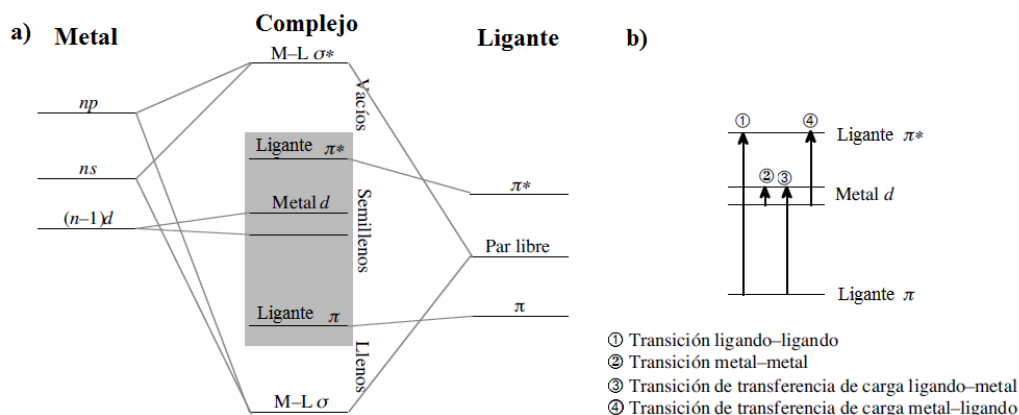 a)
Metal
Complejo
Ligante
M–L σ*
Vacíos
np
ns
(n–1)d
Ligante π*
Metal d
Semillenos
Ligante π
Llenos
M–L σ
π*
Par libre
π
b)
① ④
Ligante π*
② ③
Metal d
Ligante π
① Transición ligando–ligando
② Transición metal–metal
③ Transición de transferencia de carga ligando–metal
④ Transición de transferencia de carga metal–ligando